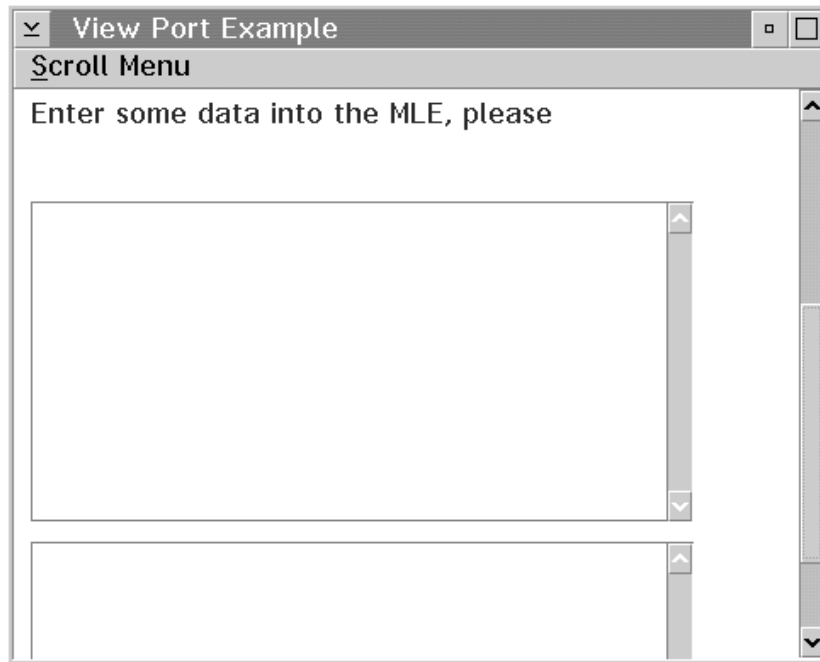 View Port Example
Scroll Menu
Enter some data into the MLE, please